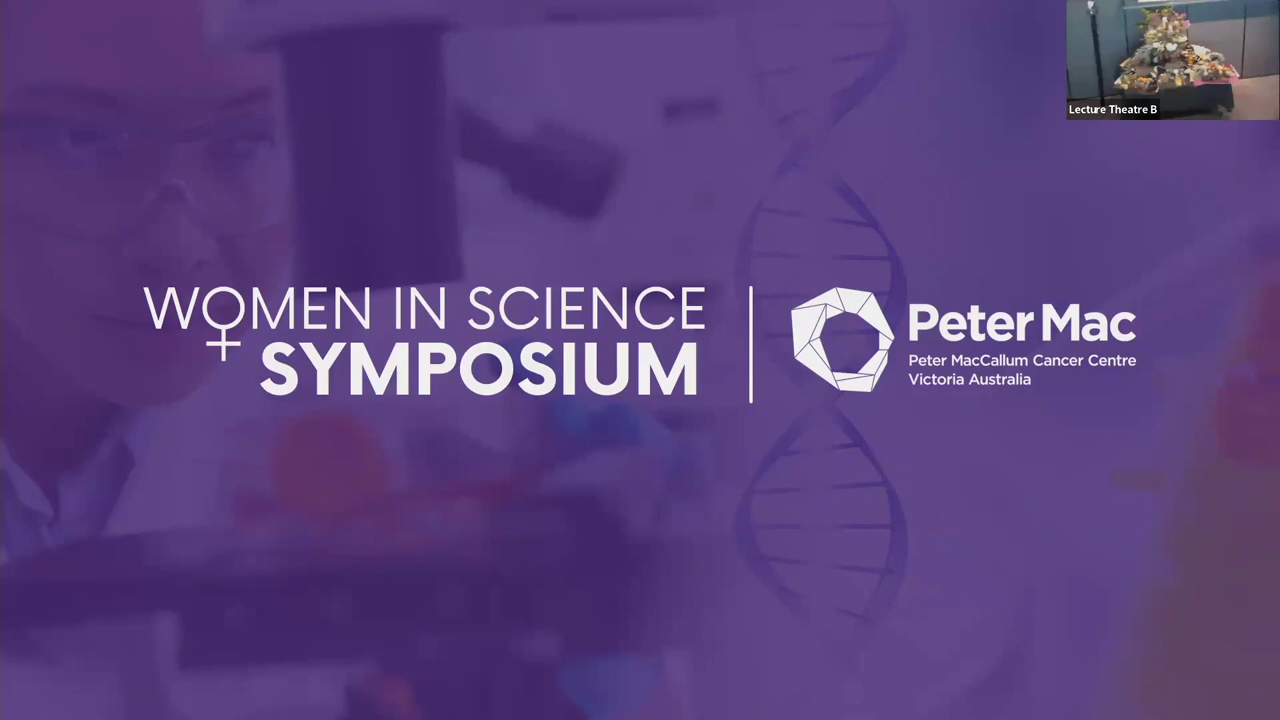 Lecture Theatre B
WOMEN IN SCIENCE
SYMPOSIUM
Peter Mac
Peter MacCallum Cancer Centre
Victoria Australia